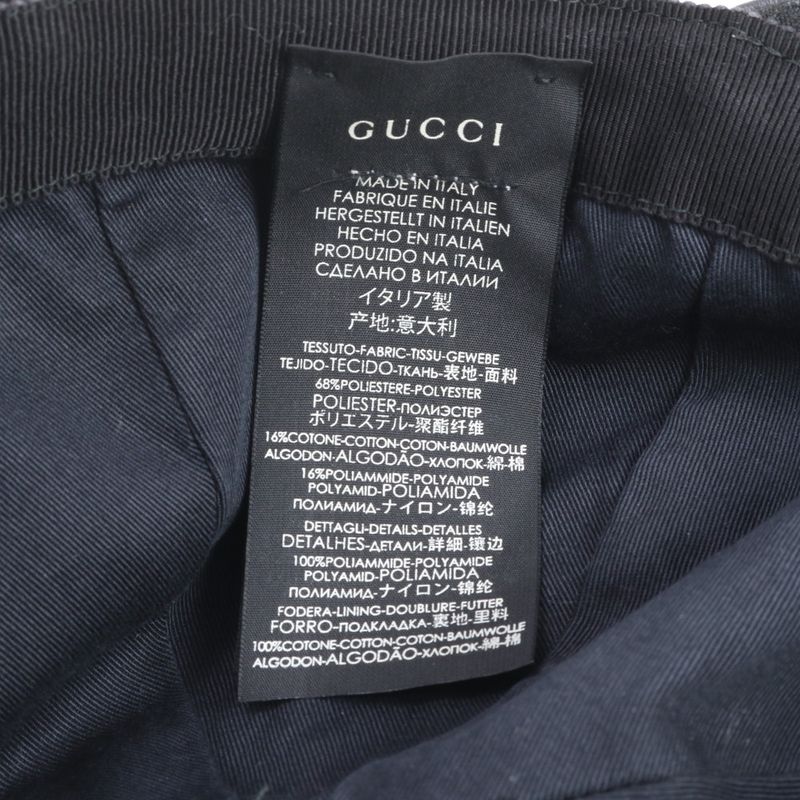 GUCCI
MADE IN ITALY
FABRIQUE EN ITALIE
HERGESTELLT IN ITALIEN
HECHO EN ITALIA
PRODUZIDO NA ITALIA
СДЕЛАНО В ИТАЛИИ
イタリア製
产地:意大利
TESSUTO-FABRIC-TISSU-GEWEBE
TEJIDO-TECIDO-ТКАНЬ-表地-面料
68%POLIESTERE-POLYESTER
POLIESTER-ПОЛИЭСТЕР
ポリエステル-聚酯纤维
16%COTONE-COTTON-COTON-BAUMWOLLE
ALGODON-ALGODÃO-ХЛОПОК-綿-棉
16%POLIAMMIDE-POLYAMIDE
POLYAMID-POLIAMIDA
ПОЛИАМИД-ナイロン-锦纶
DETTAGLI-DETAILS-DETALLES
DETALHES-ДЕТАЛИ-詳細-镶边
100%POLIAMMIDE-POLYAMIDE
POLYAMID-POLIAMIDA
ПОЛИАМИД-ナイロン-锦纶
FODERA-LINING-DOUBLURE-FUTTER
FORRO-ПОДКЛАДКА-裏地-里料
100%COTONE-COTTON-COTON-BAUMWOLLE
ALGODON-ALGODÃO-ХЛОПОК-綿-棉